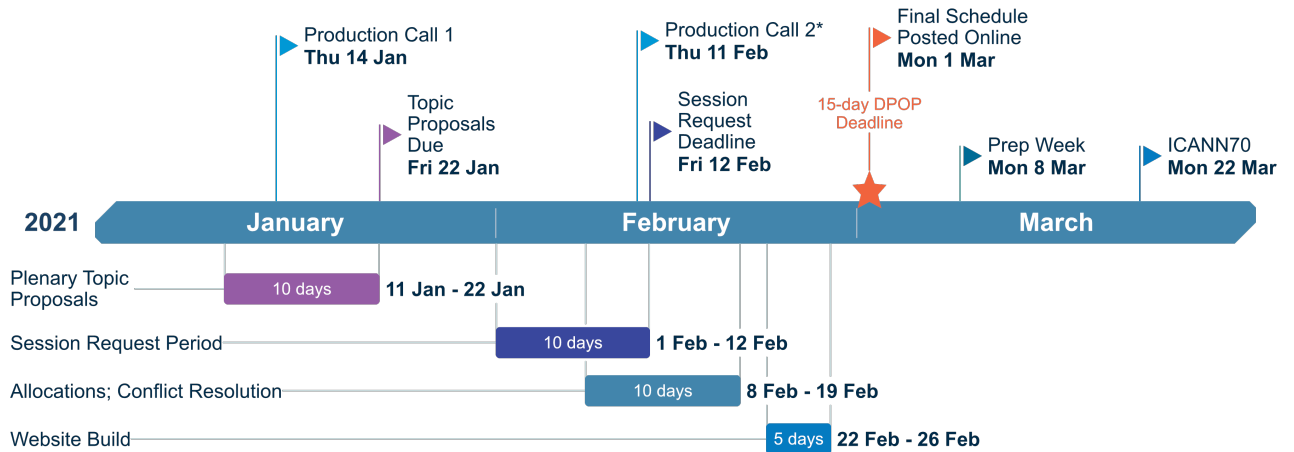 Production Call 1
Thu 14 Jan
Topic
Proposals
Due
Fri 22 Jan
Production Call 2*
Thu 11 Feb
Session
Request
Deadline
Fri 12 Feb
Final Schedule
Posted Online
Mon 1 Mar
15-day DPOP
Deadline
Prep Week
Mon 8 Mar
ICANN70
Mon 22 Mar
2021
January
February
March
Plenary Topic
Proposals
10 days
11 Jan - 22 Jan
Session Request Period
10 days
1 Feb - 12 Feb
Allocations; Conflict Resolution
10 days
8 Feb - 19 Feb
Website Build
5 days
22 Feb - 26 Feb